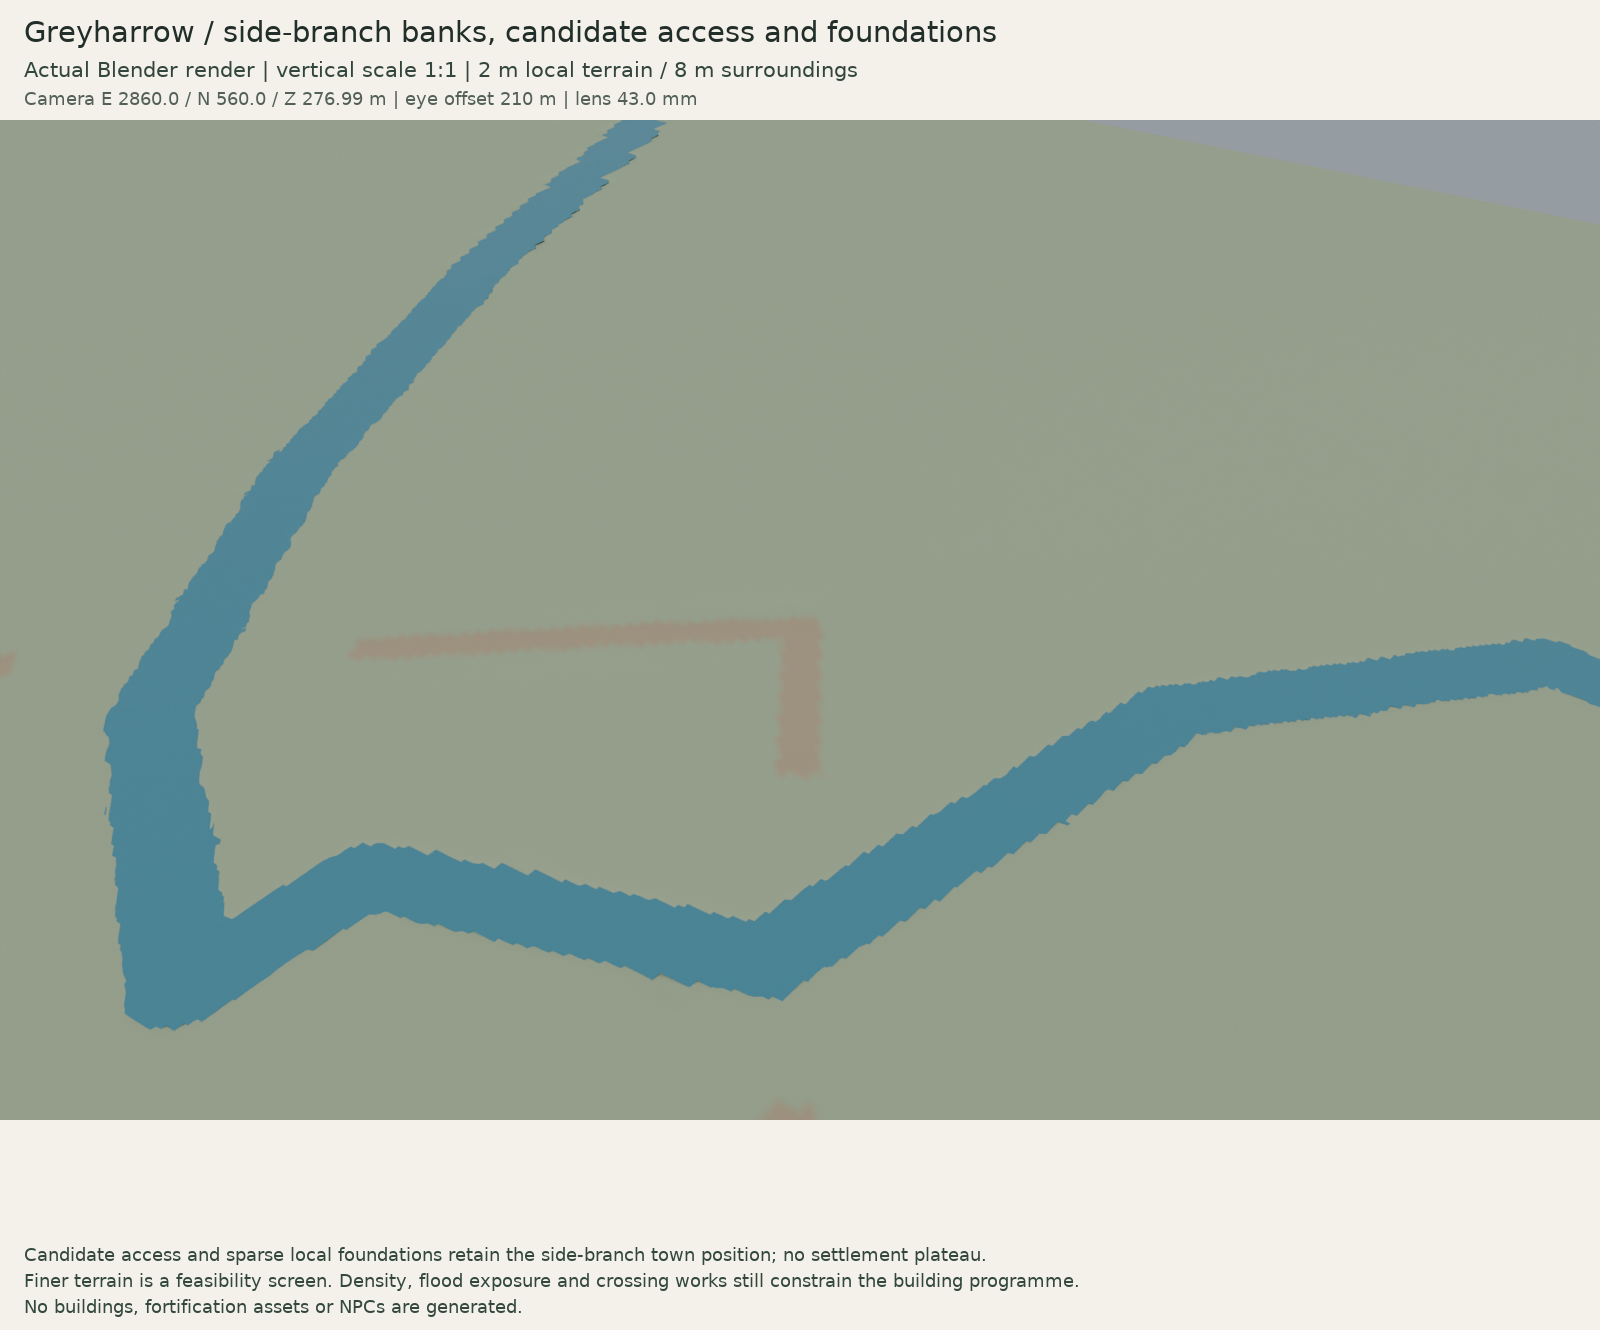 Greyharrow / side-branch banks, candidate access and foundations
Actual Blender render | vertical scale 1:1 | 2 m local terrain / 8 m surroundings
Camera E 2860.0 / N 560.0 / Z 276.99 m | eye offset 210 m | lens 43.0 mm
Candidate access and sparse local foundations retain the side-branch town position; no settlement plateau.
Finer terrain is a feasibility screen. Density, flood exposure and crossing works still constrain the building programme.
No buildings, fortification assets or NPCs are generated.